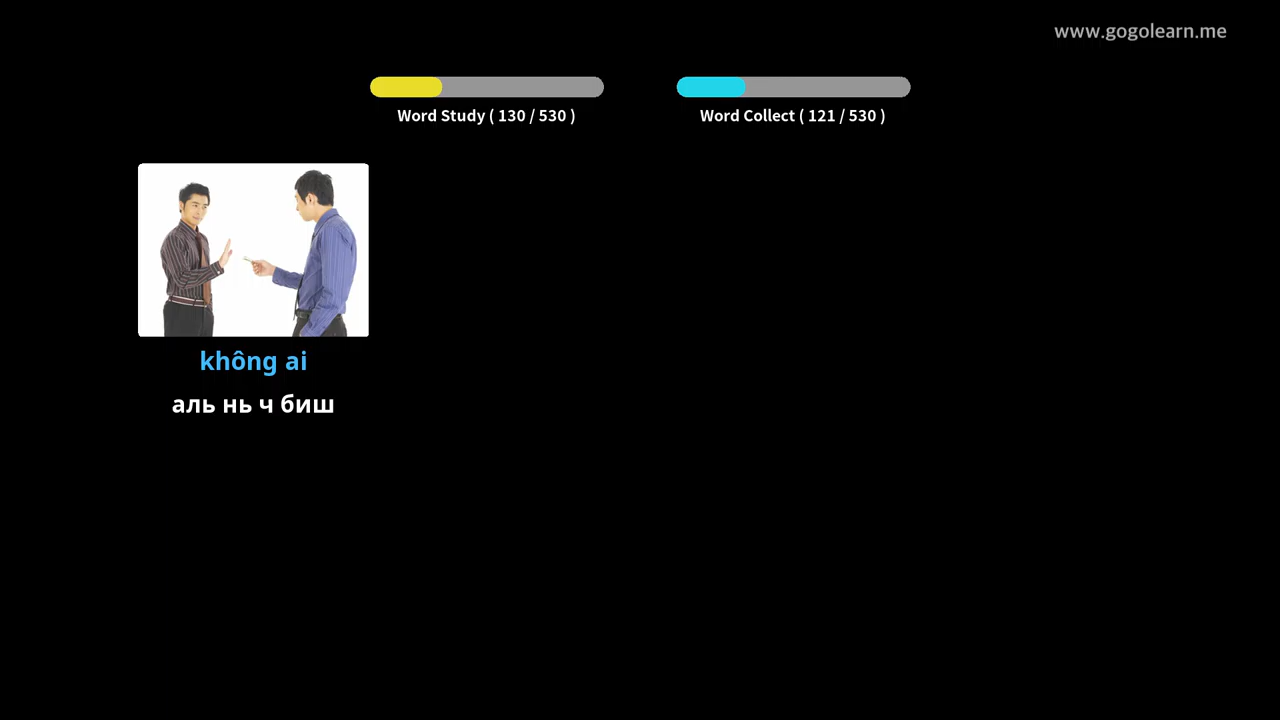 www.gogolearn.me
Word Study ( 130 / 530 )
Word Collect ( 121 / 530 )
không ai
аль нь ч биш